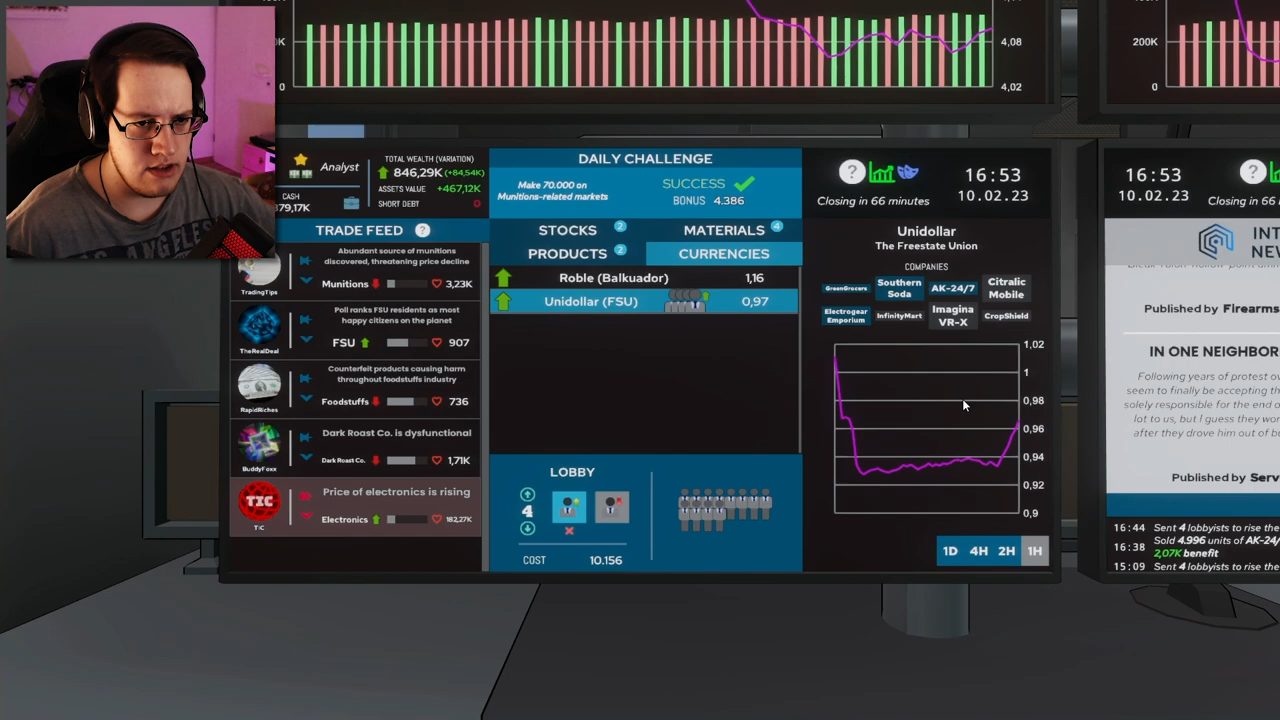 4,08
0K
0
4,02
200K
0
Analyst
CASH
TOTAL WEALTH (VARIATION)
846,29K (+84,54K)
ASSETS VALUE +467,12K
SHORT DEBT 0
TRADE FEED ?
Abundant source of munitions
discovered, threatening price decline
Munitions 3,23K
TradingTips
Poll ranks FSU residents as most
happy citizens on the planet
FSU 907
TheRealDeal
Counterfeit products causing harm
throughout foodstuffs industry
Foodstuffs 736
RapidRiches
Dark Roast Co. is dysfunctional
Dark Roast Co. 1,71K
BuddyFoxx
TIC
Price of electronics is rising
Electronics 182,27K
TIC
DAILY CHALLENGE
Make 70.000 on
Munitions-related markets
SUCCESS
BONUS 4.386
STOCKS 2
MATERIALS 4
PRODUCTS 2
CURRENCIES
Roble (Balkuador) 1,16
Unidollar (FSU) 0,97
LOBBY
4
COST 10.156
?
16:53
Closing in 66 minutes
10.02.23
Unidollar
The Freestate Union
COMPANIES
GreenGrocers
Southern
Soda
AK-24/7
Citralic
Mobile
Electrogear
Emporium
InfinityMart
Imagina
VR-X
CropShield
1,02
1
0,98
0,96
0,94
0,92
0,9
1D 4H 2H 1H
16:53
10.02.23
?
Closing in 6
INT
NEW
Published by Firearms
IN ONE NEIGHBOR
Following years of protest ov
seem to finally be accepting th
solely responsible for the end o
lot to us, but I guess they wor
after they drove him out of b
Published by Serv
16:44 Sent 4 lobbyists to rise the
16:38 Sold 4.996 units of AK-24/
2,07K benefit
15:09 Sent 4 lobbyists to rise the